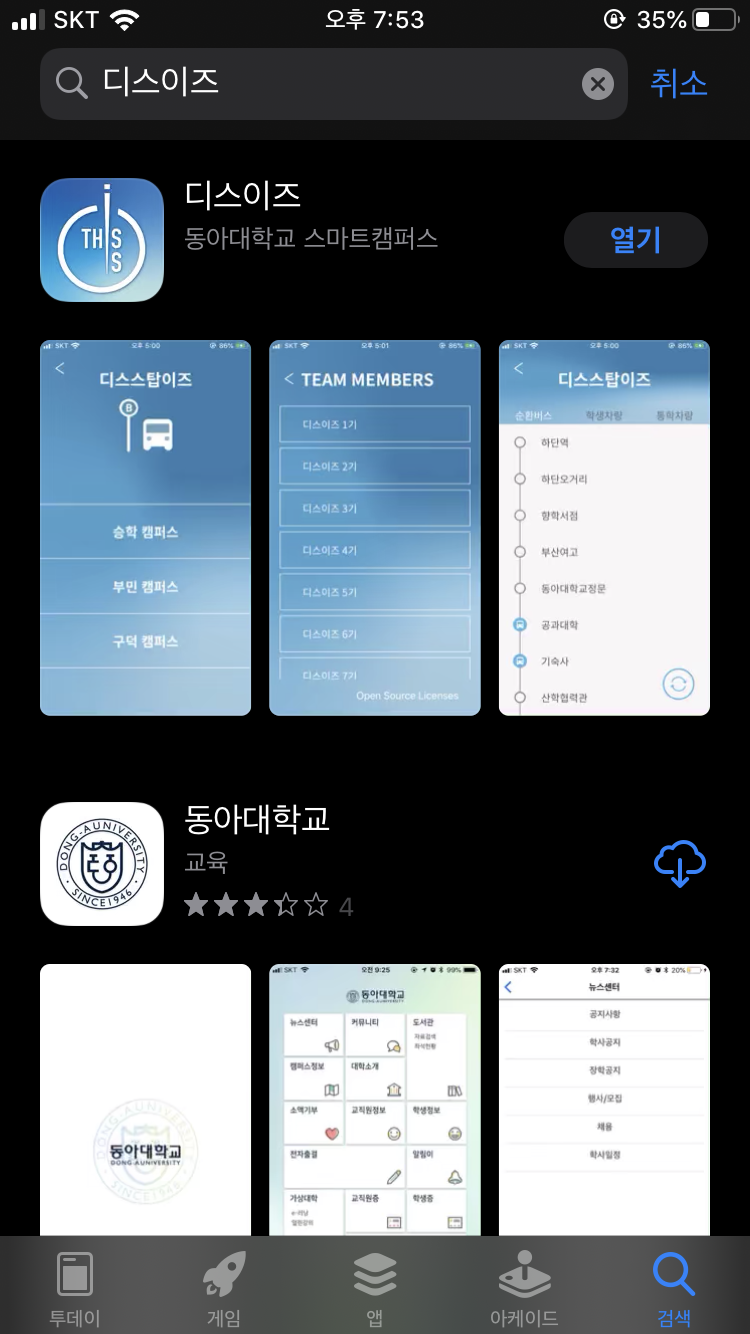 SKT 오후 7:53 35%
디스이즈 취소
디스이즈
동아대학교 스마트캠퍼스
열기
THIS IS
SKT 오후 5:00 86%
디스스탑이즈
B
승학 캠퍼스
부민 캠퍼스
구덕 캠퍼스
SKT 오후 5:01 86%
TEAM MEMBERS
디스이즈 1기
디스이즈 2기
디스이즈 3기
디스이즈 4기
디스이즈 5기
디스이즈 6기
디스이즈 7기
Open Source Licenses
SKT 오후 5:00 86%
디스스탑이즈
순환버스 학생차량 통학차량
하단역
하단오거리
향학서점
부산여고
동아대학교정문
공과대학
기숙사
산학협력관
동아대학교
교육
4
DONG-A UNIVERSITY
SINCE 1946
동아대학교
DONG-A UNIVERSITY
SKT 오전 9:25 99%
동아대학교
뉴스센터 커뮤니티 도서관
자료검색
좌석현황
캠퍼스정보 대학소개
소액기부 교직원정보 학생정보
전자출결 알림이
가상대학 교직원증 학생증
e-러닝
열린강의
SKT 오후 7:32 20%
뉴스센터
공지사항
학사공지
장학공지
행사/모집
채용
학사일정
투데이 게임 앱 아케이드 검색